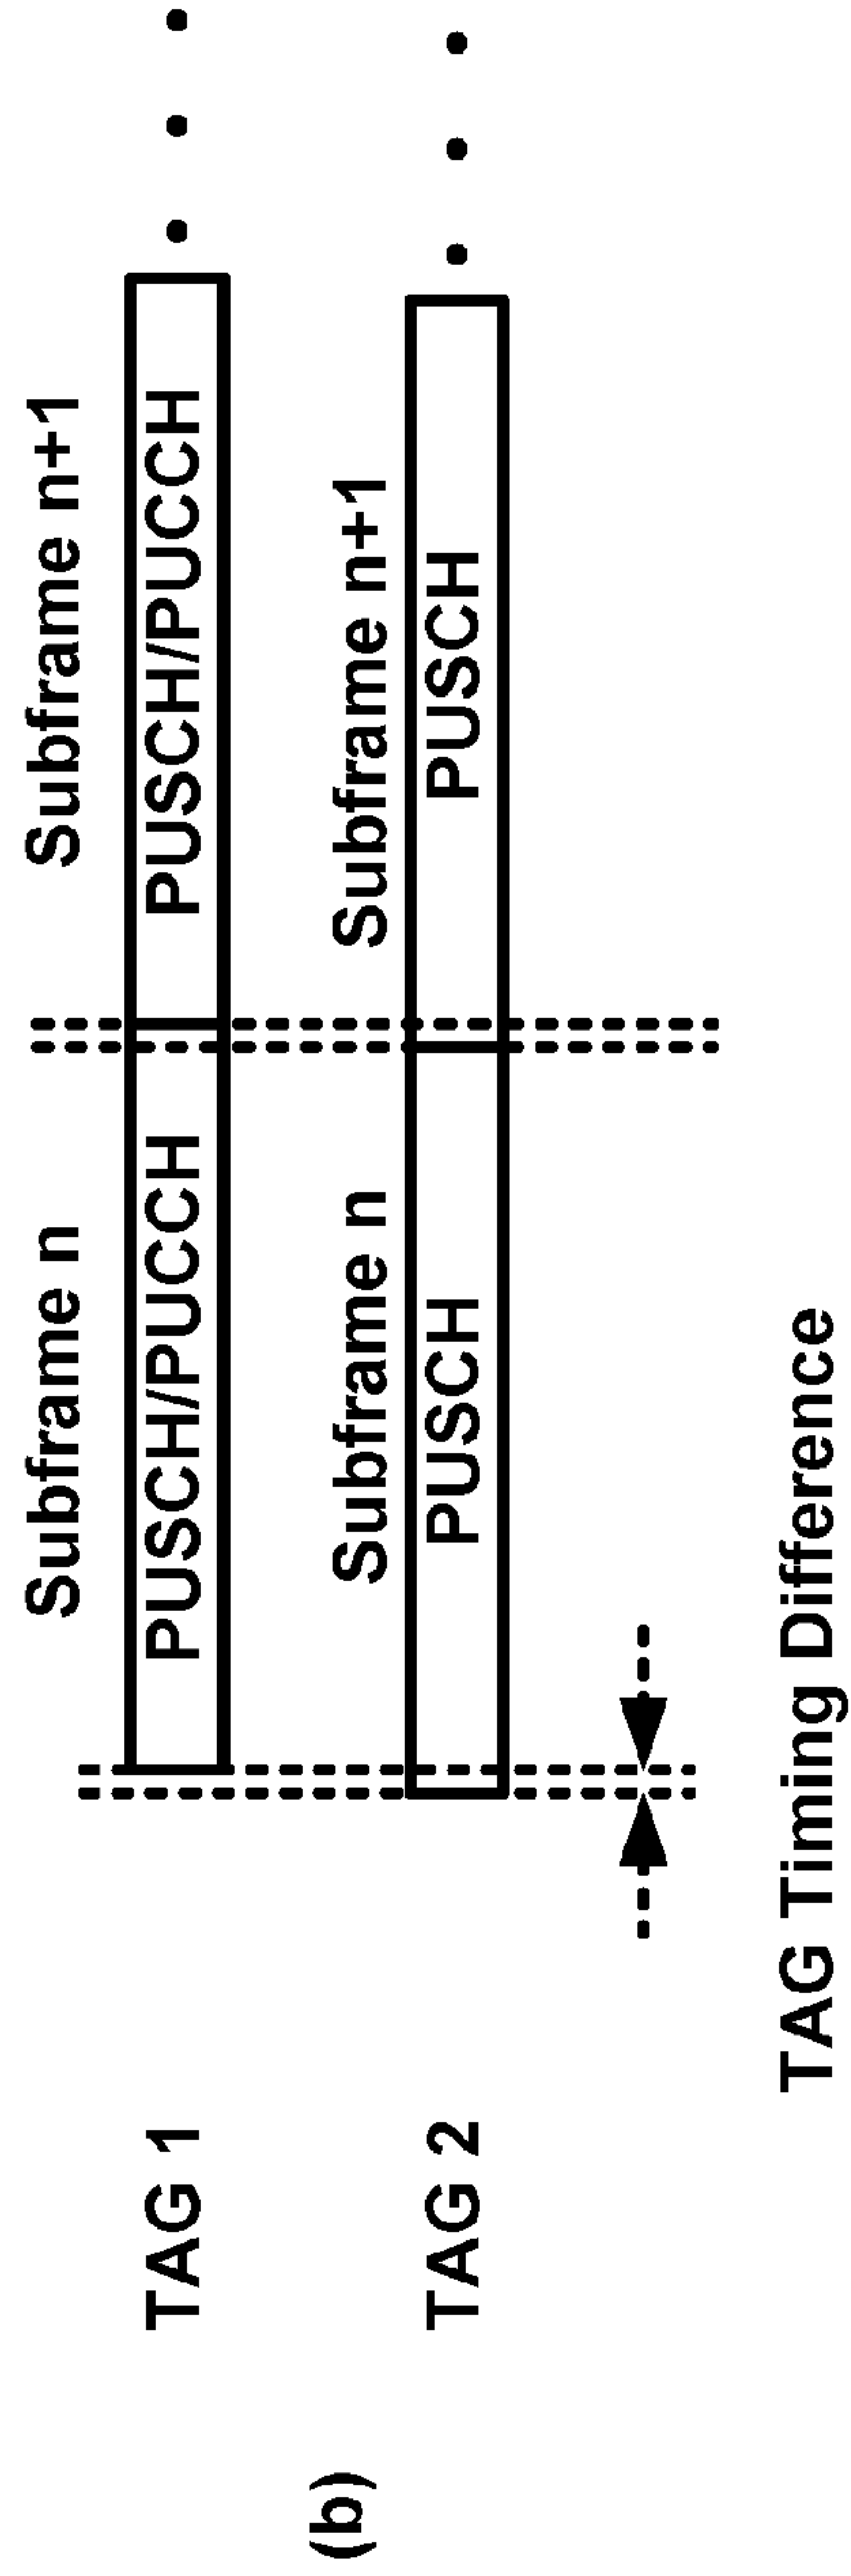 (b)
Subframe n
Subframe n+1
TAG 1
PUSCH/PUCCH
PUSCH/PUCCH
Subframe n
Subframe n+1
TAG 2
PUSCH
PUSCH
TAG Timing Difference